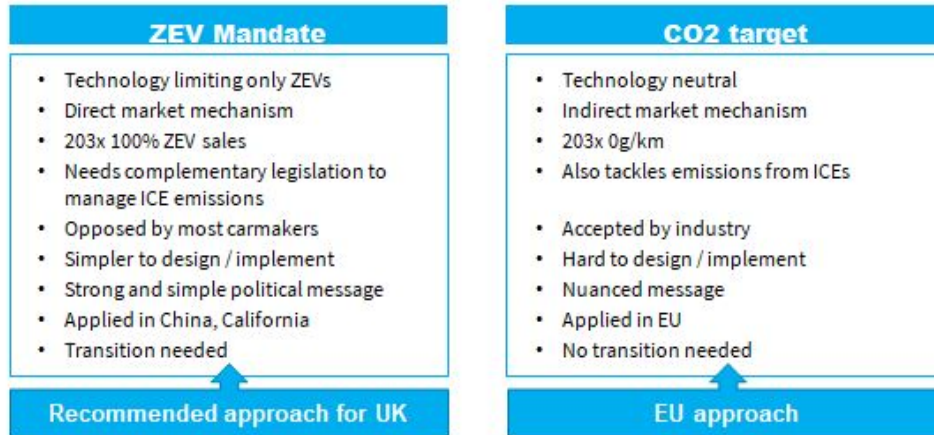 ZEV Mandate
• Technology limiting only ZEVs
• Direct market mechanism
• 203x 100% ZEV sales
• Needs complementary legislation to
manage ICE emissions
• Opposed by most carmakers
• Simpler to design / implement
• Strong and simple political message
• Applied in China, California
• Transition needed
Recommended approach for UK
CO2 target
• Technology neutral
• Indirect market mechanism
• 203x 0g/km
• Also tackles emissions from ICEs
• Accepted by industry
• Hard to design / implement
• Nuanced message
• Applied in EU
• No transition needed
EU approach